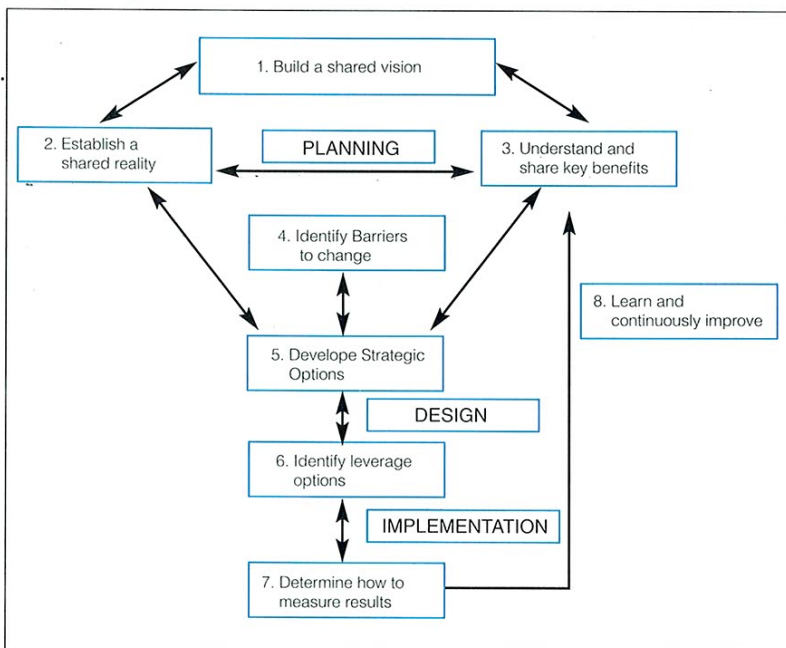 1. Build a shared vision
2. Establish a
shared reality
PLANNING
3. Understand and
share key benefits
4. Identify Barriers
to change
8. Learn and
continuously improve
5. Develope Strategic
Options
DESIGN
6. Identify leverage
options
IMPLEMENTATION
7. Determine how to
measure results